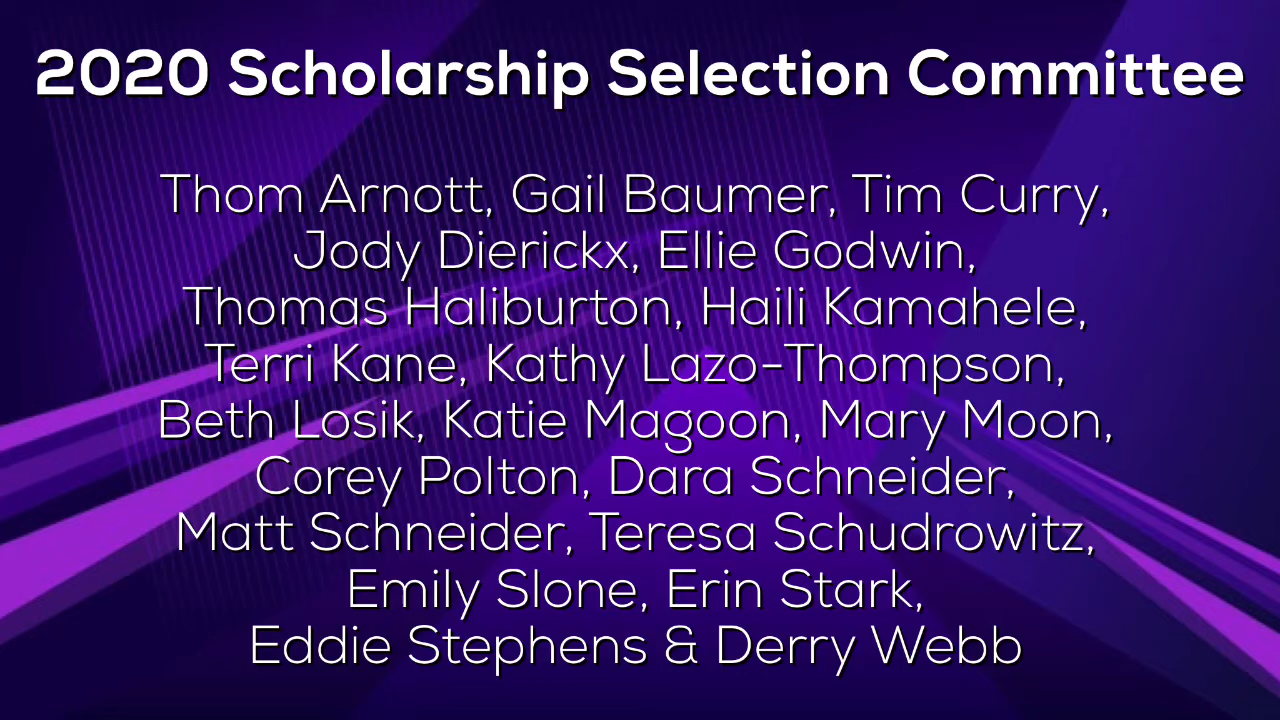 2020 Scholarship Selection Committee
Thom Arnott, Gail Baumer, Tim Curry,
Jody Dierickx, Ellie Godwin,
Thomas Haliburton, Haili Kamahele,
Terri Kane, Kathy Lazo-Thompson,
Beth Losik, Katie Magoon, Mary Moon,
Corey Polton, Dara Schneider,
Matt Schneider, Teresa Schudrowitz,
Emily Slone, Erin Stark,
Eddie Stephens & Derry Webb